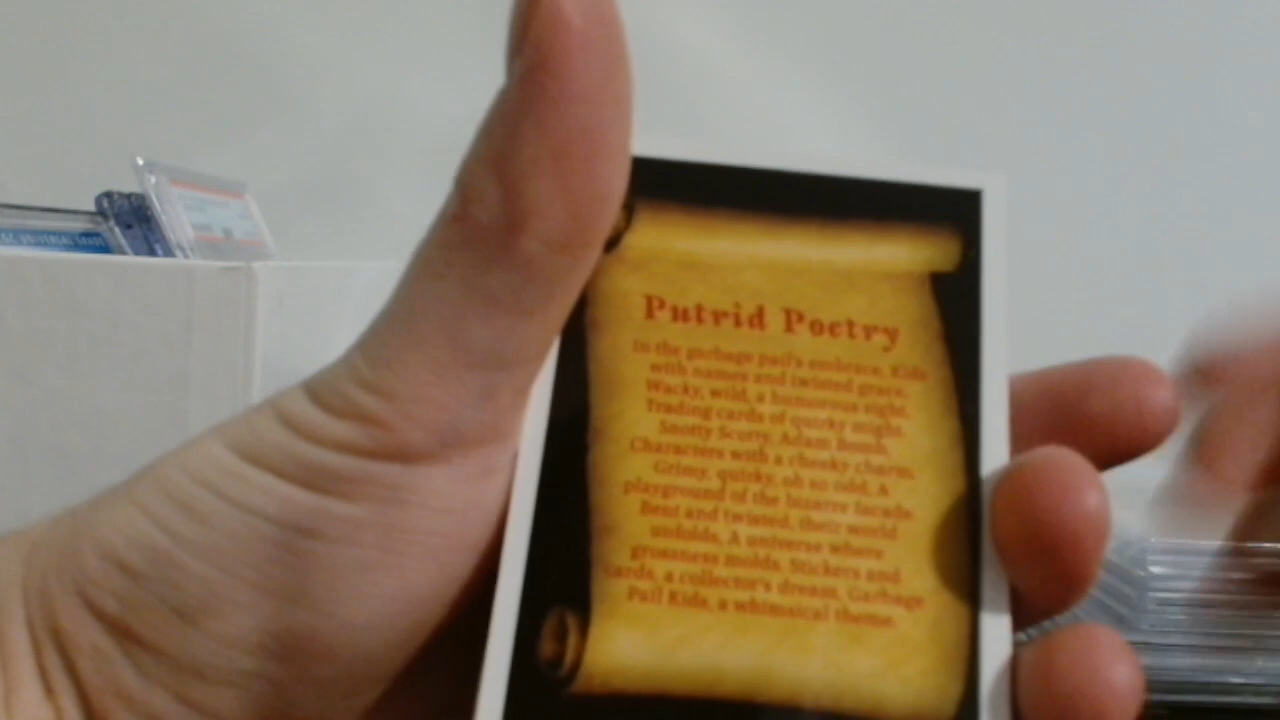 Putrid Poetry
In the garbage pail's embrace, Kids
with names and twisted grace,
Wacky, wild, a humorous sight,
Trading cards of quirky might.
Snotty Scotty, Adam Bomb,
Characters with a cheeky charm,
Grimy, quirky, oh so odd, A
playground of the bizarre facade.
Bent and twisted, their world
unfolds, A universe where
grossness molds. Stickers and
cards, a collector's dream, Garbage
Pail Kids, a whimsical theme.
UNIVERSAL